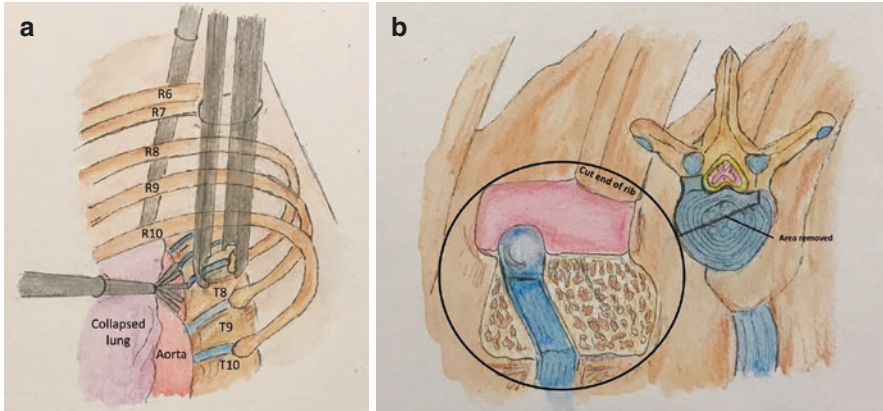 a
R6
R7
R8
R9
R10
T8
T9
T10
Collapsed
lung
Aorta
b
Cut end of rib
Area removed